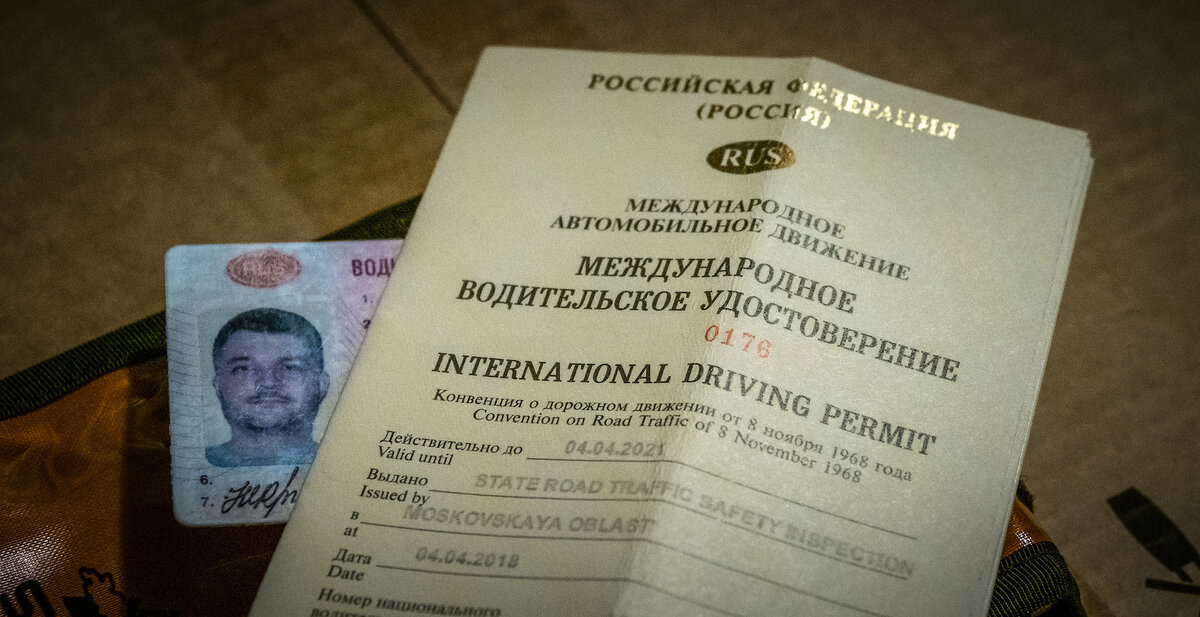 RUS
ВОДИ
1.
2
6.
7.
РОССИЙСКАЯ ФЕДЕРАЦИЯ
(РОССИЯ)
RUS
МЕЖДУНАРОДНОЕ
АВТОМОБИЛЬНОЕ ДВИЖЕНИЕ
МЕЖДУНАРОДНОЕ
ВОДИТЕЛЬСКОЕ УДОСТОВЕРЕНИЕ
0176
INTERNATIONAL DRIVING PERMIT
Конвенция о дорожном движении от 8 ноября 1968 года
Convention on Road Traffic of 8 November 1968
Действительно до 04.04.2021
Valid until
Выдано STATE ROAD TRAFFIC SAFETY INSPECTION
Issued by
в MOSKOVSKAYA OBLAST'
at
Дата 04.04.2018
Date
Номер национального